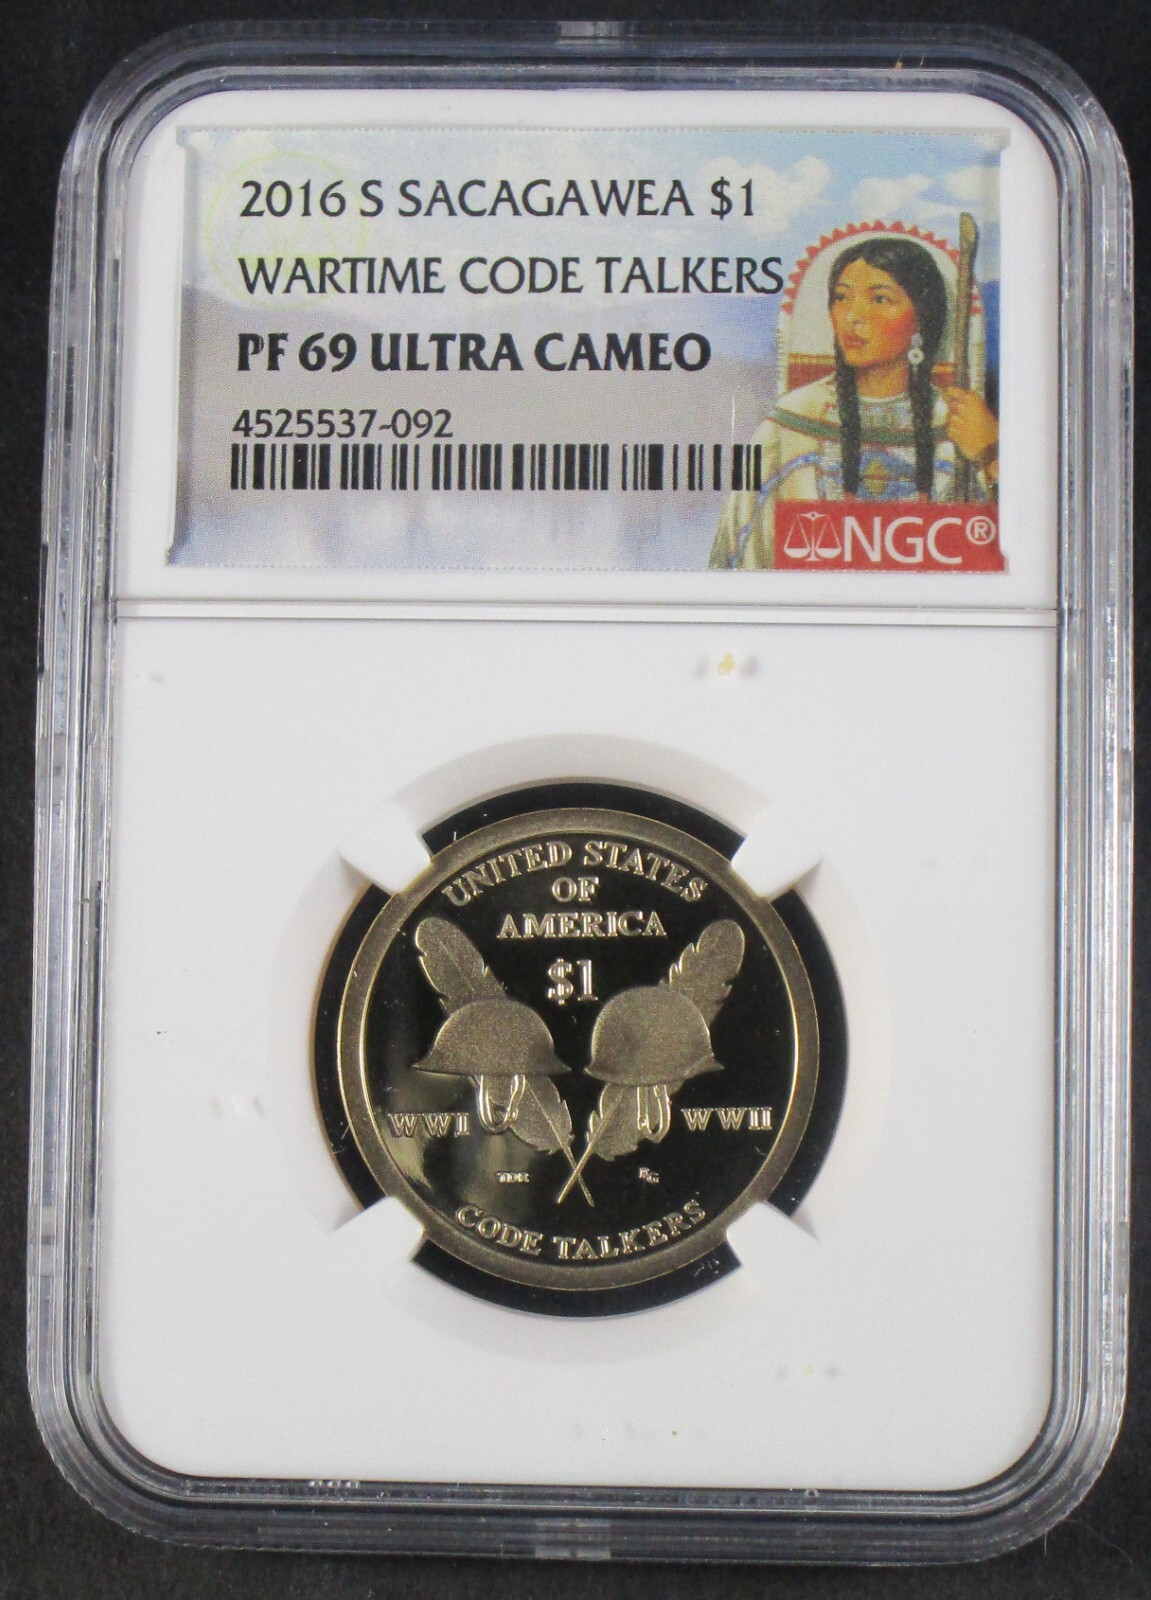 2016 S SACAGAWEA $1
WARTIME CODE TALKERS
PF 69 ULTRA CAMEO
4525537-092
NGC®
UNITED STATES
OF
AMERICA
$1
WWI
WWII
CODE TALKERS